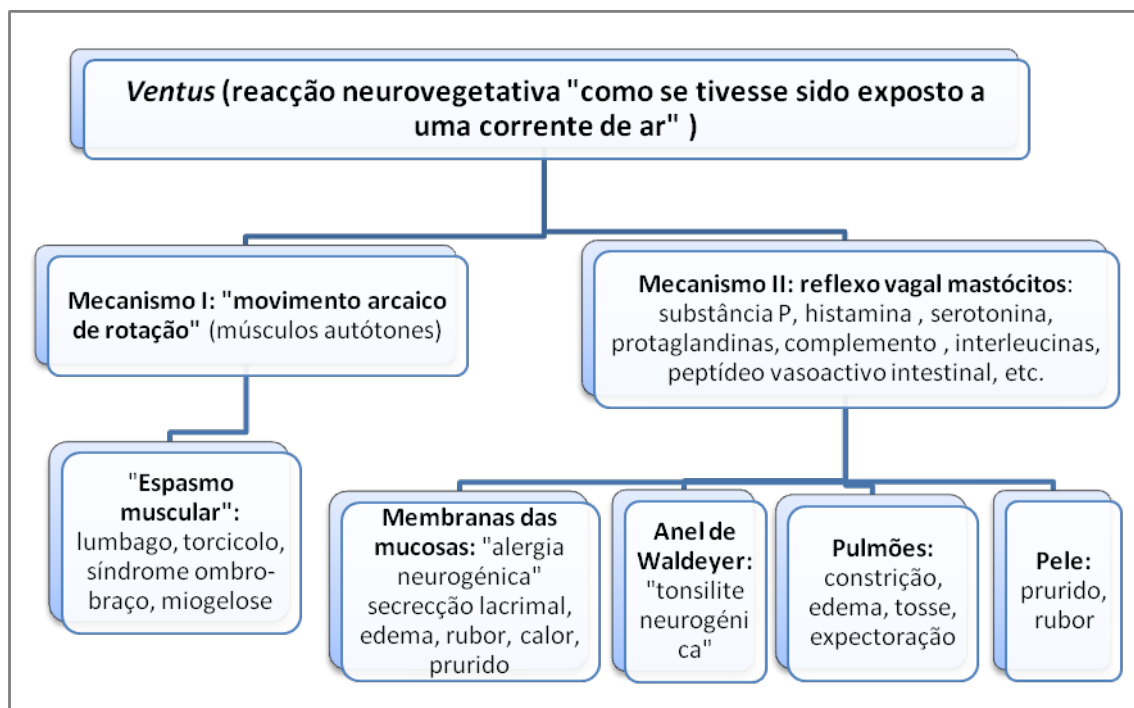 Ventus (reacção neurovegetativa "como se tivesse sido exposto a
uma corrente de ar" )
Mecanismo I: "movimento arcaico
de rotação" (músculos autótones)
Mecanismo II: reflexo vagal mastócitos:
substância P, histamina , serotonina,
protaglandinas, complemento , interleucinas,
peptídeo vasoactivo intestinal, etc.
"Espasmo
muscular":
lumbago, torcicolo,
síndrome ombro-
braço, miogelose
Membranas das
mucosas: "alergia
neurogénica"
secrecção lacrimal,
edema, rubor, calor,
prurido
Anel de
Waldeyer:
"tonsilite
neurogéni
ca"
Pulmões:
constrição,
edema, tosse,
expectoração
Pele:
prurido,
rubor